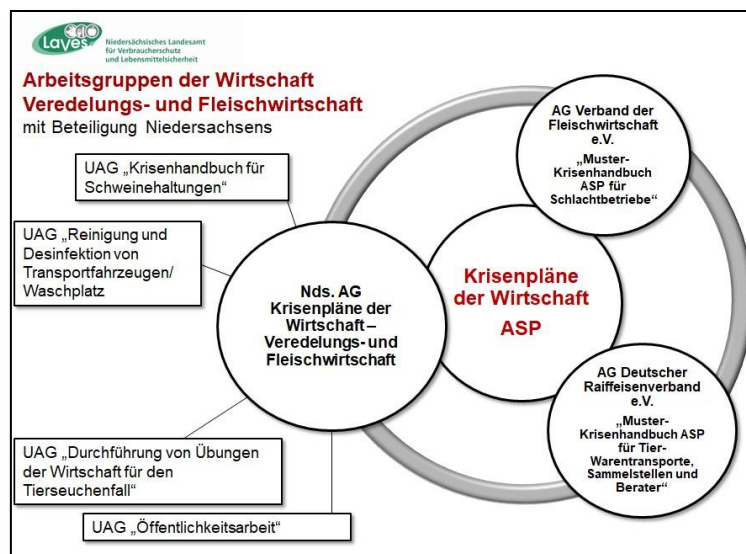 Laves
Niedersächsisches Landesamt
für Verbraucherschutz
und Lebensmittelsicherheit
Arbeitsgruppen der Wirtschaft
Veredelungs- und Fleischwirtschaft
mit Beteiligung Niedersachsens
UAG „Krisenhandbuch für
Schweinehaltungen“
UAG „Reinigung und
Desinfektion von
Transportfahrzeugen/
Waschplatz
Nds. AG
Krisenpläne der
Wirtschaft –
Veredelungs- und
Fleischwirtschaft
UAG „Durchführung von Übungen
der Wirtschaft für den
Tierseuchenfall“
UAG „Öffentlichkeitsarbeit“
Krisenpläne
der Wirtschaft
ASP
AG Verband der
Fleischwirtschaft
e.V.
„Muster-
Krisenhandbuch
ASP für
Schlachtbetriebe“
AG Deutscher
Raiffeisenverband
e.V.
„Muster-
Krisenhandbuch ASP
für Tier-
Warentransporte,
Sammelstellen und
Berater“